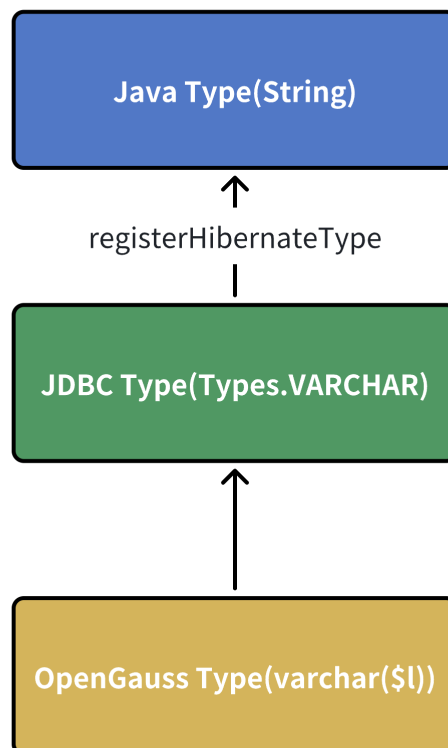 Java Type(String)
registerHibernateType
JDBC Type(Types.VARCHAR)
OpenGauss Type(varchar($l))